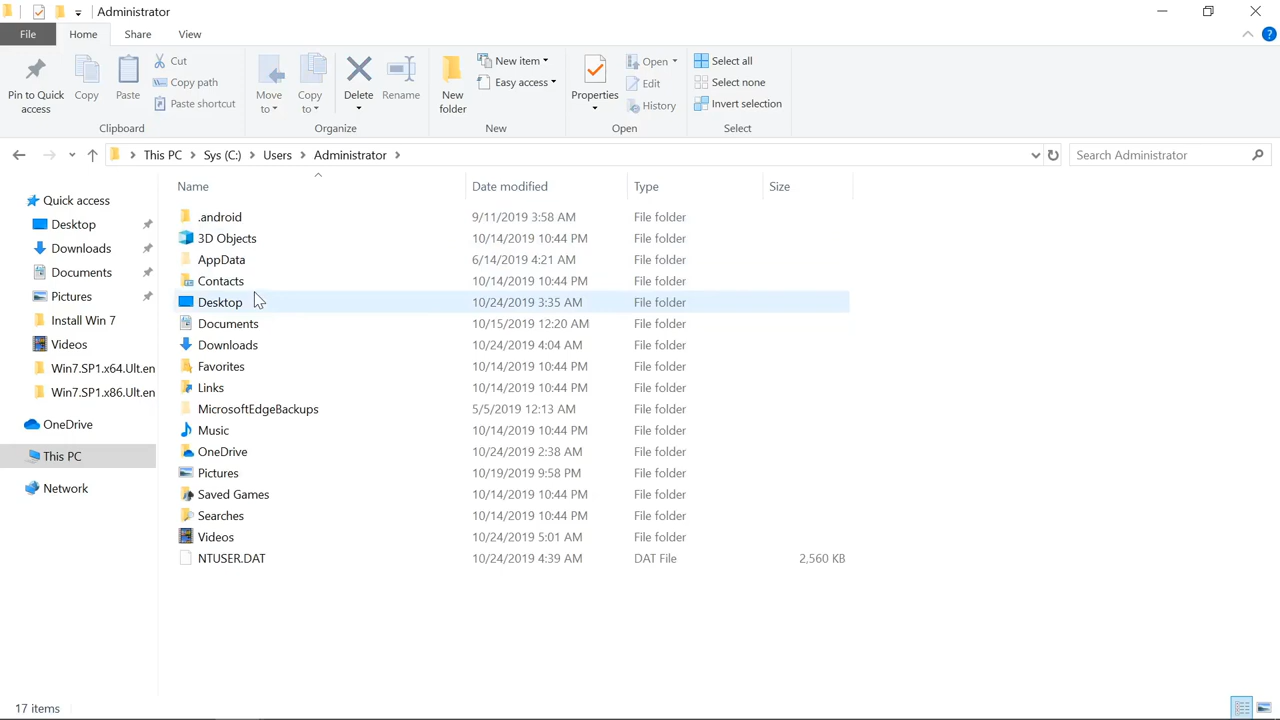 Administrator
File Home Share View
Pin to Quick access
Copy
Paste
Cut
Copy path
Paste shortcut
Clipboard
Move to
Copy to
Delete
Rename
Organize
New folder
New item
Easy access
New
Properties
Open
Edit
History
Open
Select all
Select none
Invert selection
Select
This PC Sys (C:) Users Administrator
Search Administrator
Quick access
Desktop
Downloads
Documents
Pictures
Install Win 7
Videos
Win7.SP1.x64.Ult.en
Win7.SP1.x86.Ult.en
OneDrive
This PC
Network
Name Date modified Type Size
.android 9/11/2019 3:58 AM File folder
3D Objects 10/14/2019 10:44 PM File folder
AppData 6/14/2019 4:21 AM File folder
Contacts 10/14/2019 10:44 PM File folder
Desktop 10/24/2019 3:35 AM File folder
Documents 10/15/2019 12:20 AM File folder
Downloads 10/24/2019 4:04 AM File folder
Favorites 10/14/2019 10:44 PM File folder
Links 10/14/2019 10:44 PM File folder
MicrosoftEdgeBackups 5/5/2019 12:13 AM File folder
Music 10/14/2019 10:44 PM File folder
OneDrive 10/24/2019 2:38 AM File folder
Pictures 10/19/2019 9:58 PM File folder
Saved Games 10/14/2019 10:44 PM File folder
Searches 10/14/2019 10:44 PM File folder
Videos 10/24/2019 5:01 AM File folder
NTUSER.DAT 10/24/2019 4:39 AM DAT File 2,560 KB
17 items